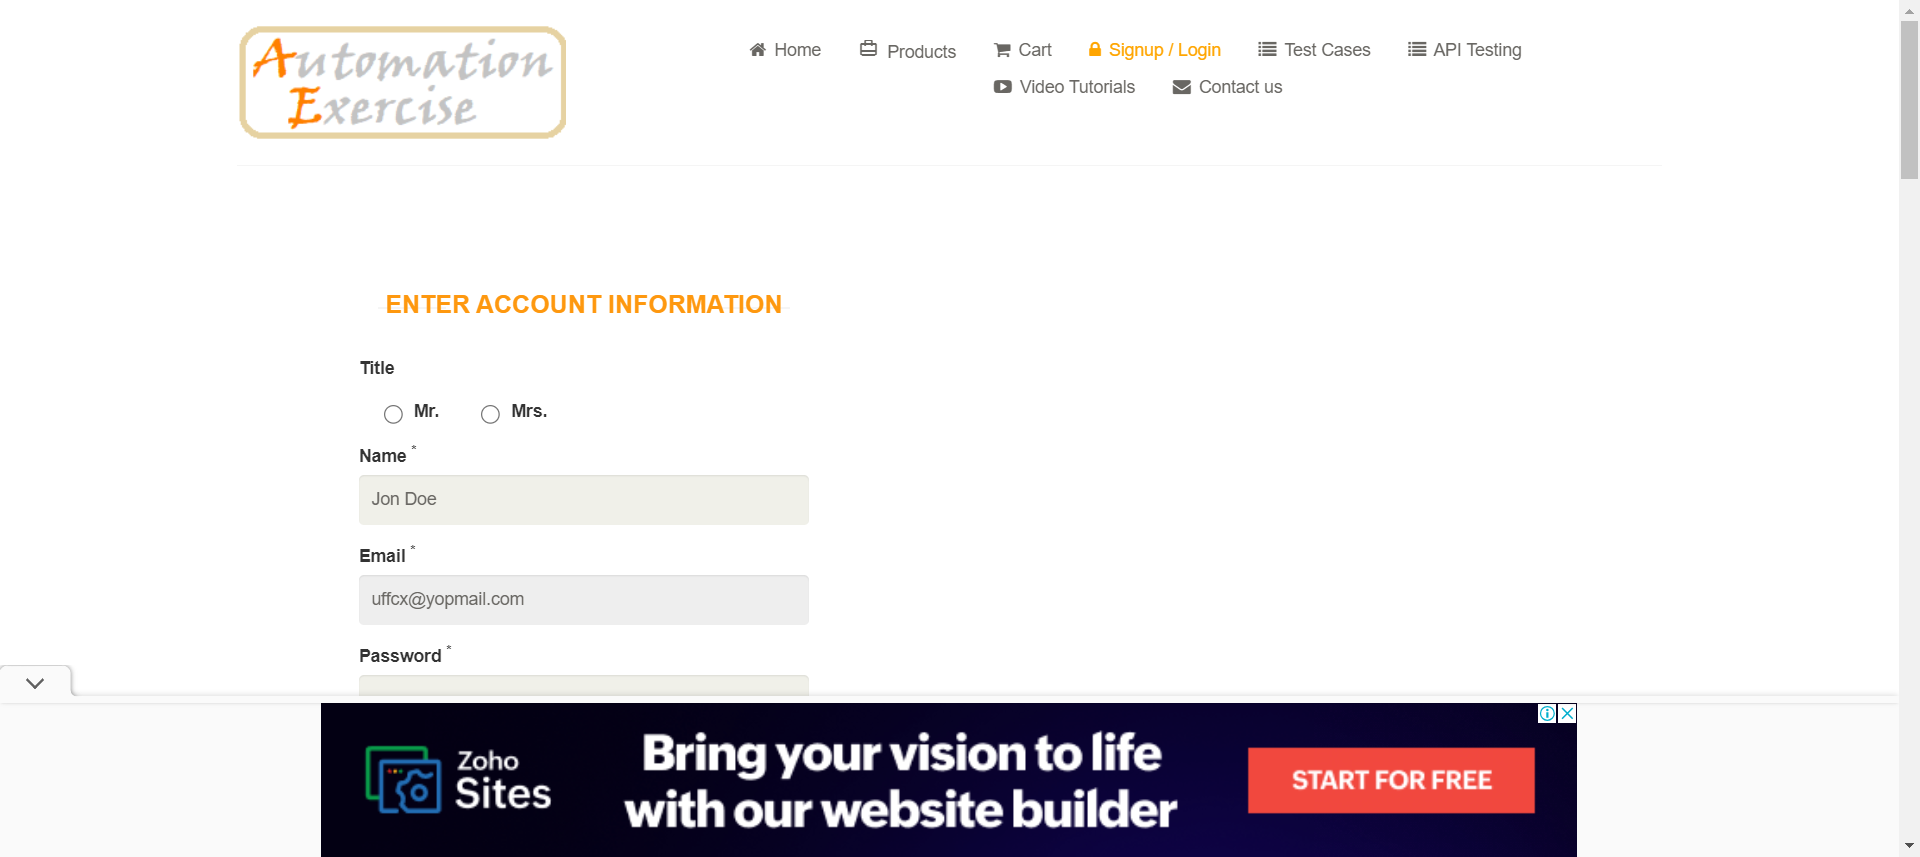 Automation
Exercise
Home Products Cart Signup / Login Test Cases API Testing
Video Tutorials Contact us
ENTER ACCOUNT INFORMATION
Title
Mr. Mrs.
Name *
Jon Doe
Email *
uffcx@yopmail.com
Password *
Zoho
Sites
Bring your vision to life
with our website builder
START FOR FREE